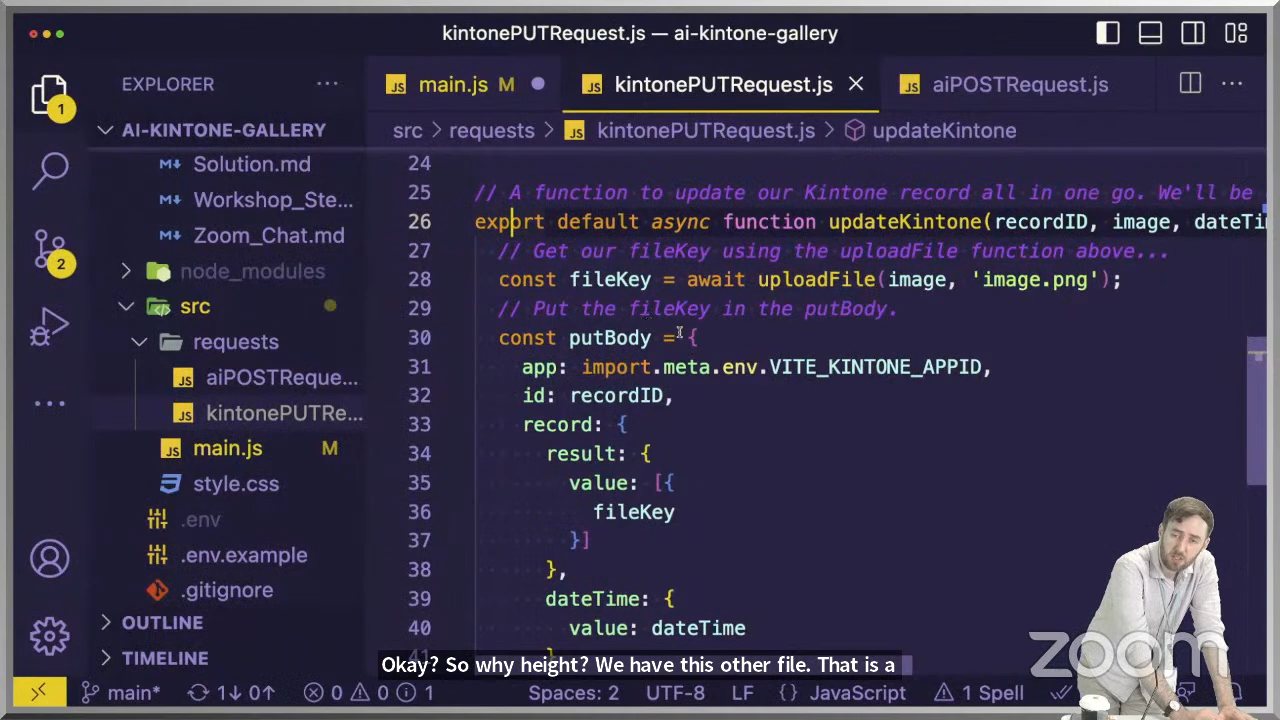 kintonePUTRequest.js — ai-kintone-gallery
EXPLORER
main.js M
kintonePUTRequest.js
aiPOSTRequest.js
1
AI-KINTONE-GALLERY
src > requests > kintonePUTRequest.js > updateKintone
Solution.md
Workshop_Ste...
Zoom_Chat.md
2
node_modules
src
requests
aiPOSTReque...
kintonePUTRe...
main.js M
style.css
.env
.env.example
.gitignore
OUTLINE
TIMELINE
24
25 // A function to update our Kintone record all in one go. We'll be
26 export default async function updateKintone(recordID, image, dateTim
27 // Get our fileKey using the uploadFile function above...
28 const fileKey = await uploadFile(image, 'image.png');
29 // Put the fileKey in the putBody.
30 const putBody = {
31 app: import.meta.env.VITE_KINTONE_APPID,
32 id: recordID,
33 record: {
34 result: {
35 value: [{
36 fileKey
37 }]
38 },
39 dateTime: {
40 value: dateTime
Okay? So why height? We have this other file. That is a
zoom
main* 1↓ 0↑ 0 0 1 Spaces: 2 UTF-8 LF {} JavaScript 1 Spell